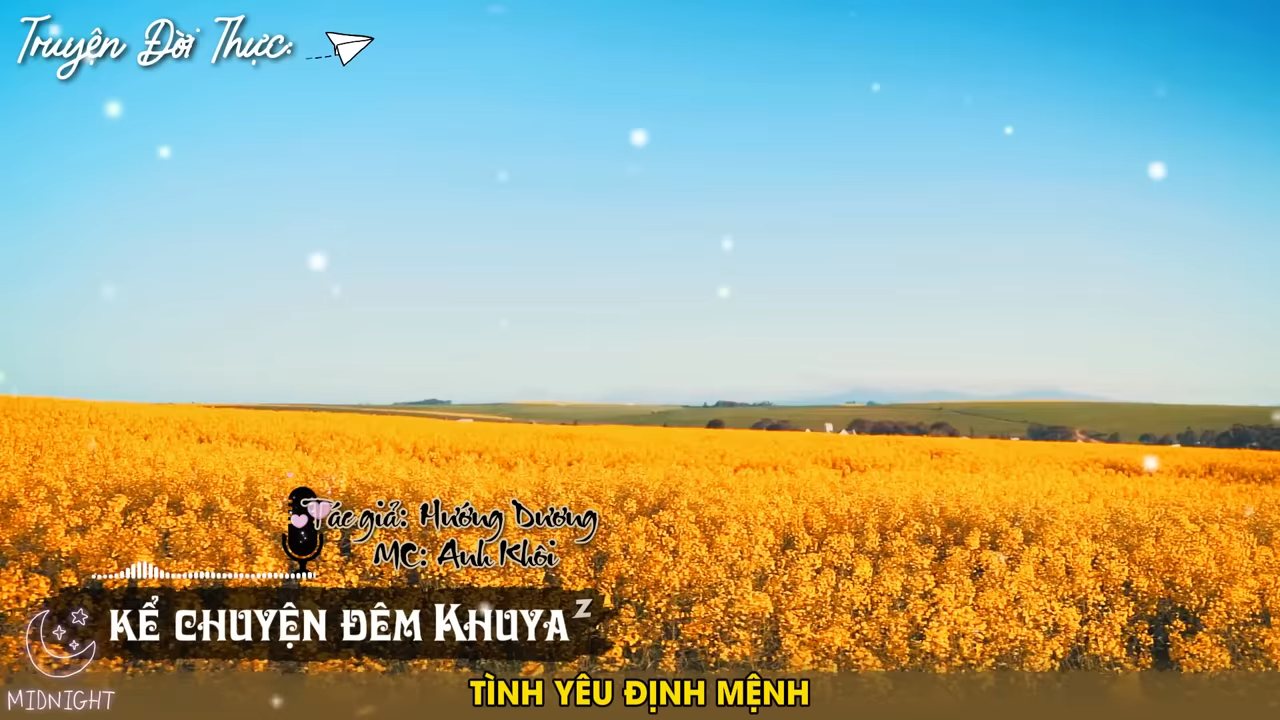 Truyện Đời Thực.
Tác giả: Hướng Dương
MC: Anh Khôi
KỂ CHUYỆN ĐÊM KHUYA Z
MIDNIGHT
TÌNH YÊU ĐỊNH MỆNH